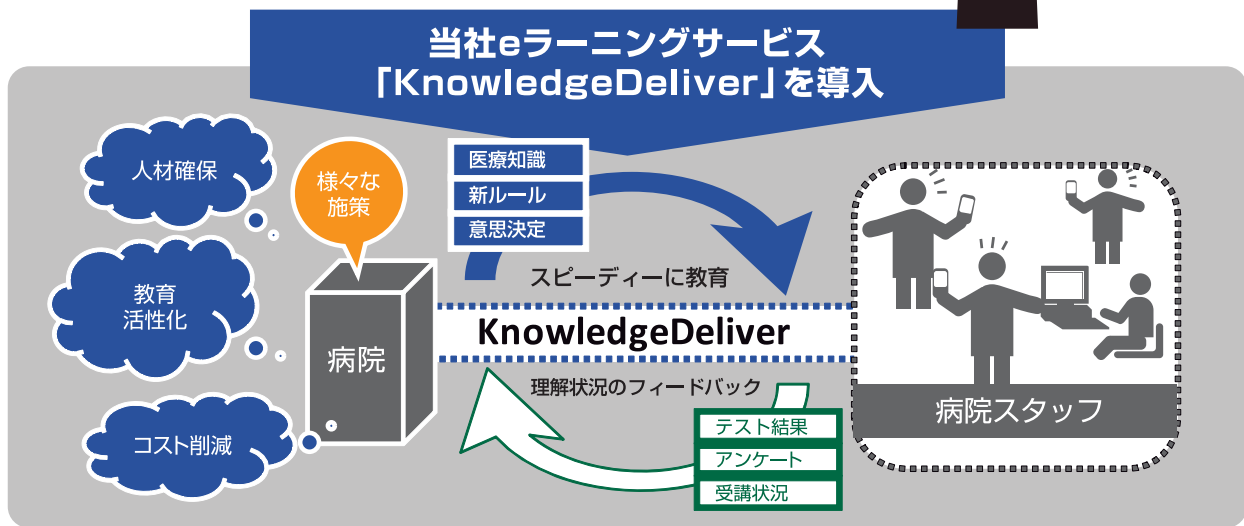 当社eラーニングサービス
「KnowledgeDeliver」を導入
人材確保
教育
活性化
コスト削減
様々な
施策
病院
医療知識
新ルール
意思決定
スピーディーに教育
KnowledgeDeliver
理解状況のフィードバック
テスト結果
アンケート
受講状況
病院スタッフ